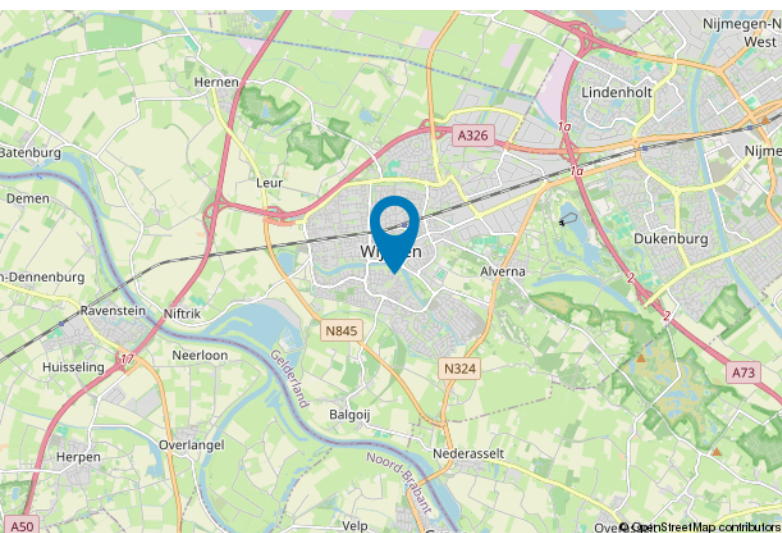 Nijmegen-N
West
Hernen
Lindenholt
1a
A326
Batenburg
Nijme
1a
Leur
Demen
Dukenburg
Alverna
n-Dennenburg
2
Ravenstein
Niftrik
2
N845
17
Neerloon
Gelderland
Huisseling
N324
A73
Balgoij
Overlangel
Nederasselt
Herpen
Noord-Brabant
A50
Velp
© OpenStreetMap contributors